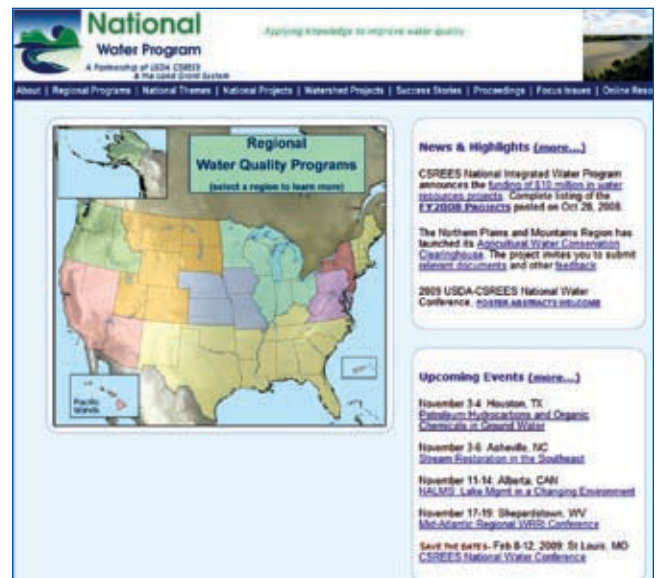 National
Water Program
A Partnership of USDA CSREES
& the Land Grant System
Applying knowledge to improve water quality
About | Regional Programs | National Themes | National Projects | Watershed Projects | Success Stories | Proceedings | Focus Issues | Online Reso
Regional
Water Quality Programs
(select a region to learn more)
Pacific
Islands
News & Highlights (more...)
CSREES National Integrated Water Program
announces the funding of $10 million in water
resources projects. Complete listing of the
FY2008 PROJECTS posted on Oct 28, 2008.
The Northern Plains and Mountains Region has
launched its Agricultural Water Conservation
Clearinghouse. The project invites you to submit
relevant documents and other feedback
2009 USDA-CSREES National Water
Conference. POSTER ABSTRACTS WELCOME
Upcoming Events (more...)
November 3-4: Houston, TX
Petroleum Hydrocarbons and Organic
Chemicals in Ground Water
November 3-6: Asheville, NC
Stream Restoration in the Southeast
November 11-14: Alberta, CAN
NALMS: Lake Mgmt in a Changing Environment
November 17-19: Shepardstown, WV
Mid-Atlantic Regional WRRI Conference
SAVE THE DATES- Feb 8-12, 2009: St Louis, MO
CSREES National Water Conference